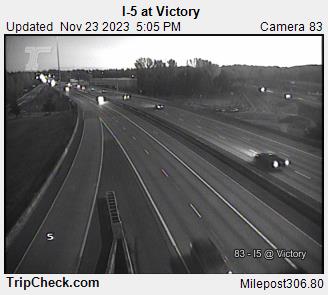 I-5 at Victory
Updated Nov 23 2023 5:05 PM Camera 83
S
83 - I5 @ Victory
TripCheck.com Milepost306.80